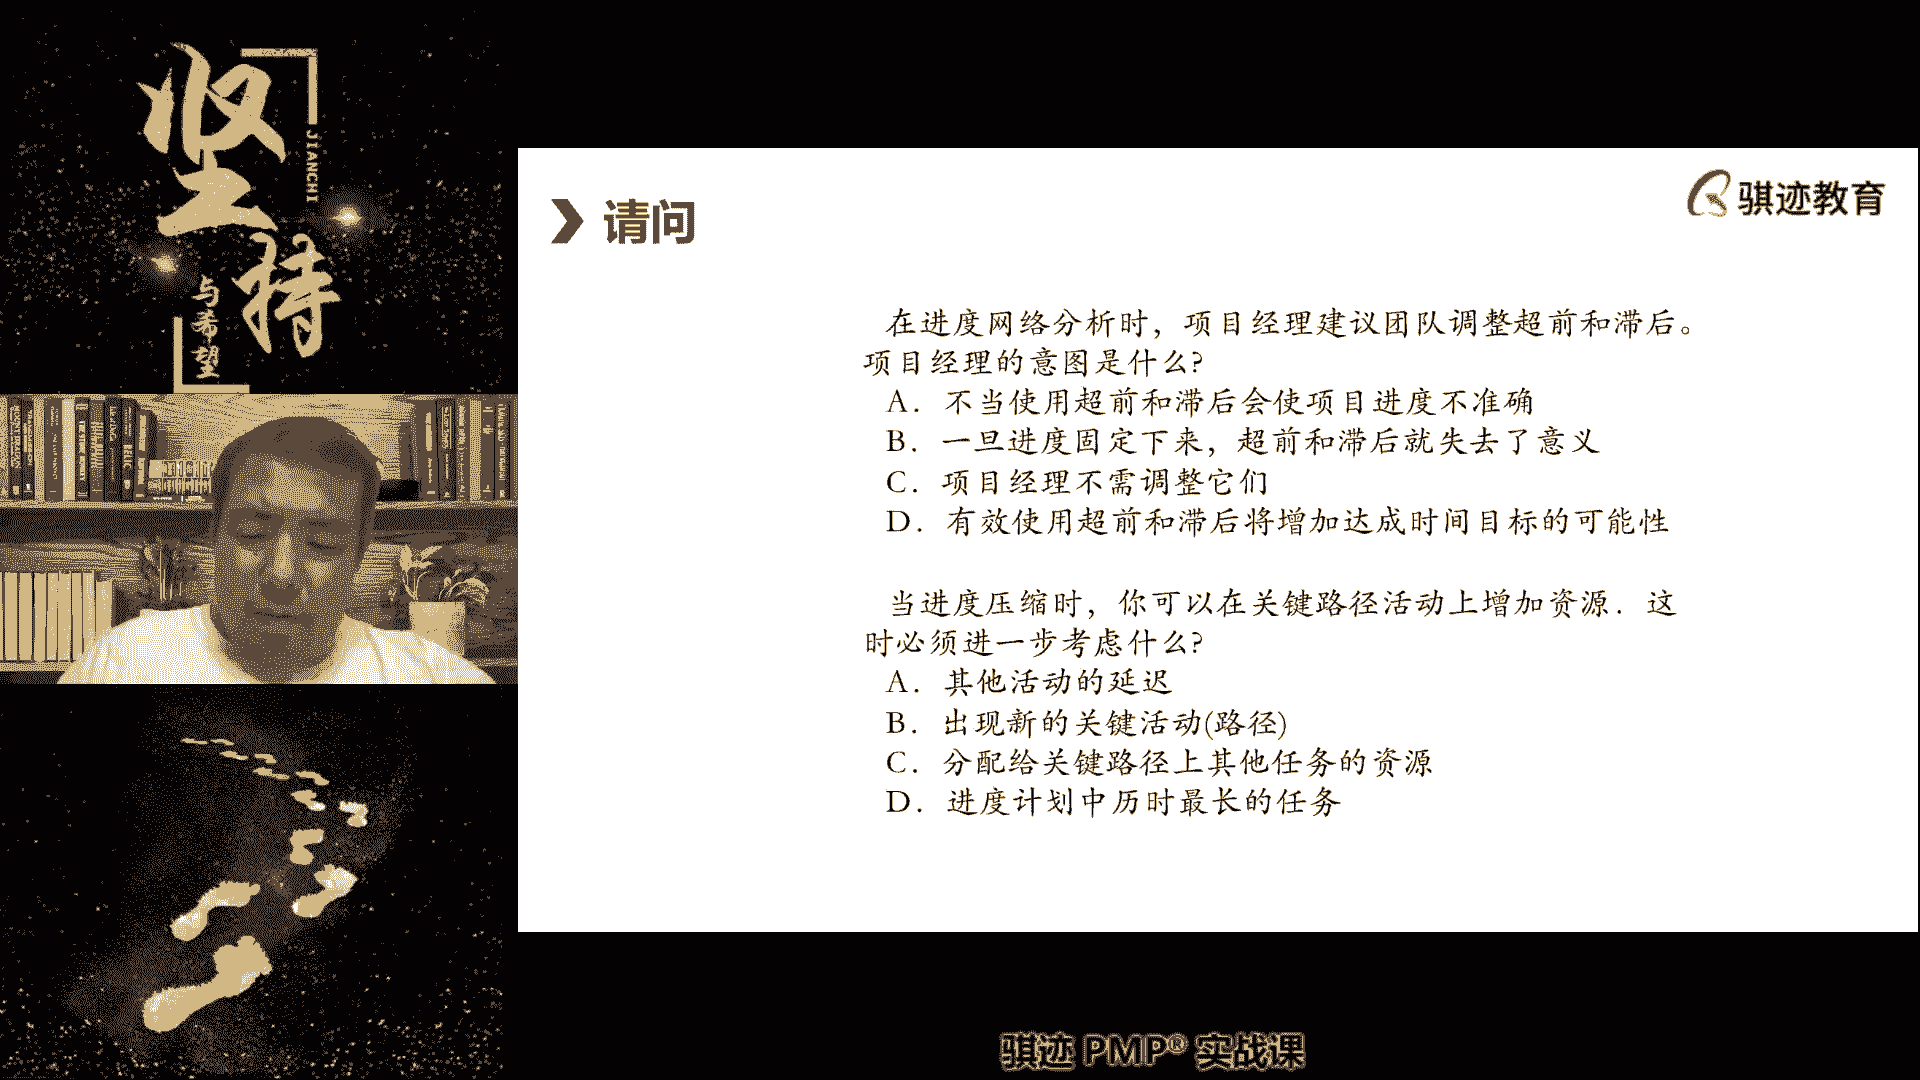 坚持
JIANCHI
与希望
请问
骐迹教育
在进度网络分析时，项目经理建议团队调整超前和滞后。
项目经理的意图是什么?
A. 不当使用超前和滞后会使项目进度不准确
B. 一旦进度固定下来，超前和滞后就失去了意义
C. 项目经理不需调整它们
D. 有效使用超前和滞后将增加达成时间目标的可能性
当进度压缩时，你可以在关键路径活动上增加资源. 这
时必须进一步考虑什么?
A. 其他活动的延迟
B. 出现新的关键活动(路径)
C. 分配给关键路径上其他任务的资源
D. 进度计划中历时最长的任务
骐迹 PMP® 实战课